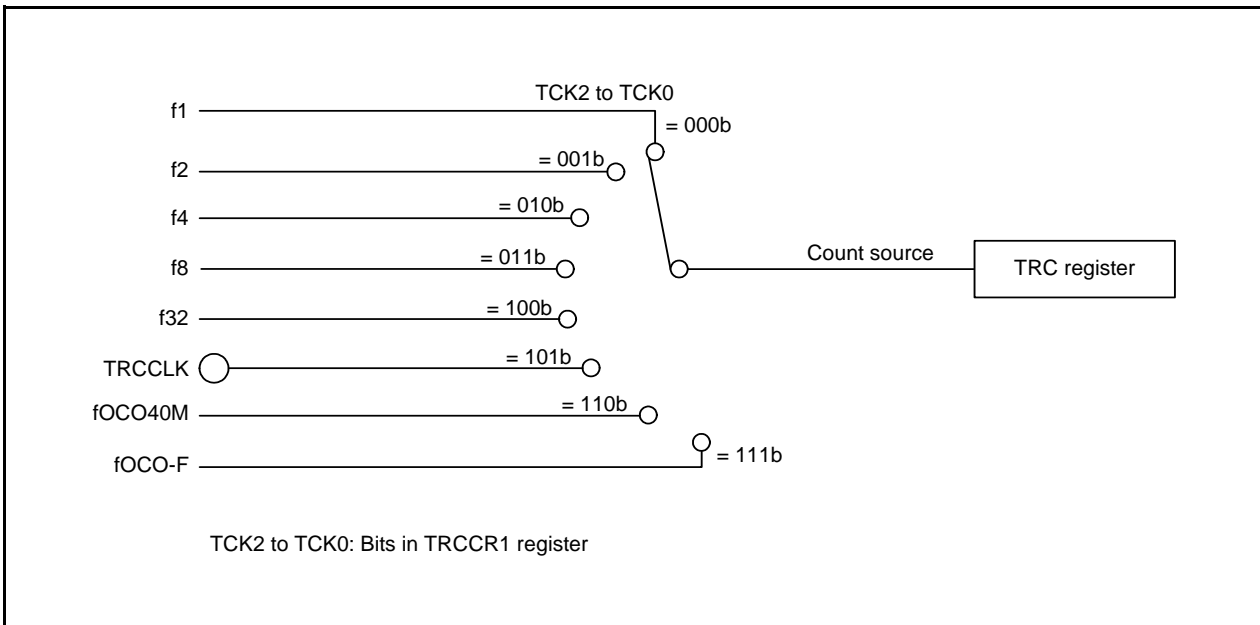 TCK2 to TCK0
f1
= 000b
f2
= 001b
f4
= 010b
f8
= 011b
Count source
TRC register
f32
= 100b
TRCCLK
= 101b
fOCO40M
= 110b
fOCO-F
= 111b
TCK2 to TCK0: Bits in TRCCR1 register